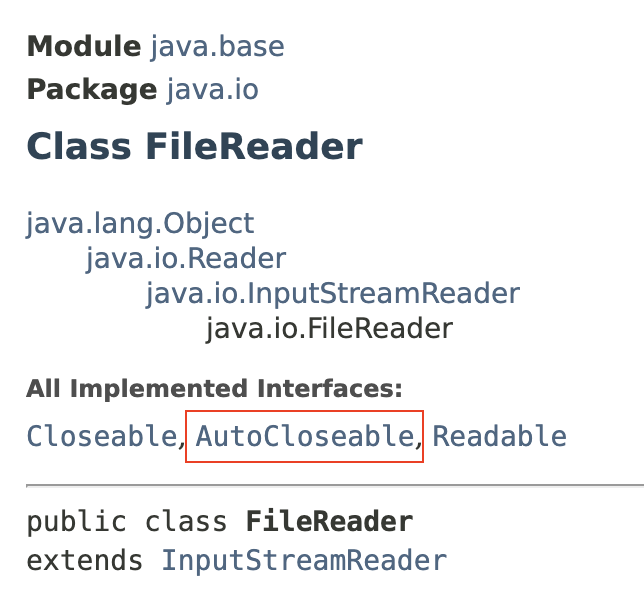 Module java.base
Package java.io
Class FileReader
java.lang.Object
java.io.Reader
java.io.InputStreamReader
java.io.FileReader
All Implemented Interfaces:
Closeable, AutoCloseable, Readable
public class FileReader
extends InputStreamReader